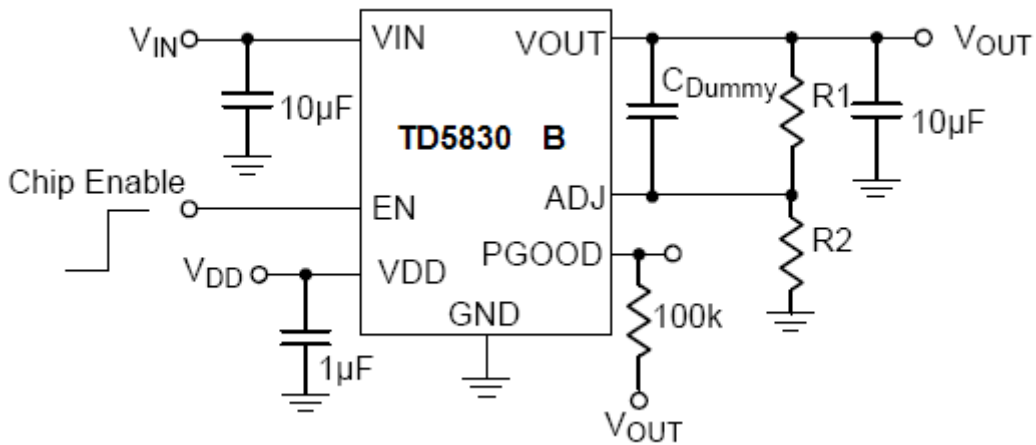 VIN
VIN
VOUT
VOUT
CDummy
R1
10µF
10µF
TD5830 B
Chip Enable
EN
ADJ
R2
PGOOD
VDD
VDD
GND
100k
1µF
VOUT